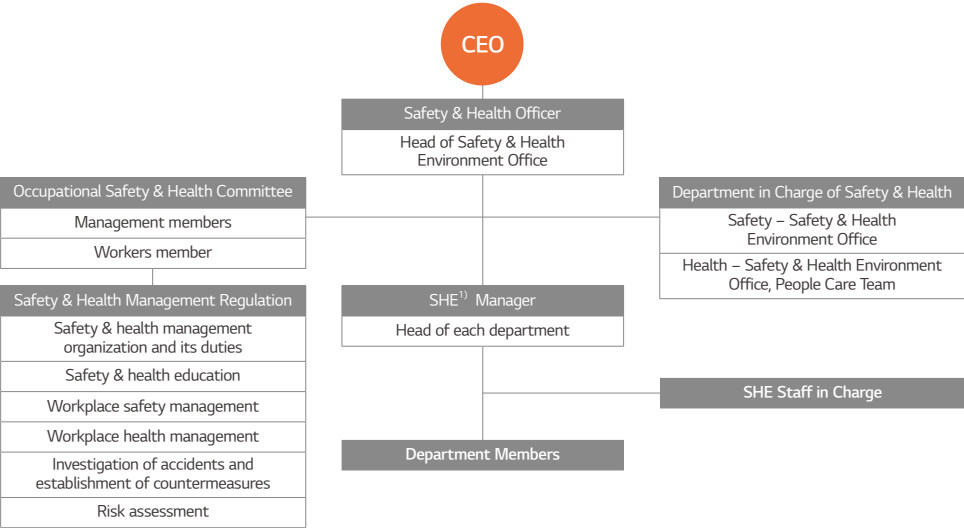 CEO
Safety & Health Officer
Head of Safety & Health
Environment Office
Occupational Safety & Health Committee
Management members
Workers member
Department in Charge of Safety & Health
Safety – Safety & Health
Environment Office
Health – Safety & Health Environment
Office, People Care Team
Safety & Health Management Regulation
Safety & health management
organization and its duties
Safety & health education
Workplace safety management
Workplace health management
Investigation of accidents and
establishment of countermeasures
Risk assessment
SHE1) Manager
Head of each department
SHE Staff in Charge
Department Members